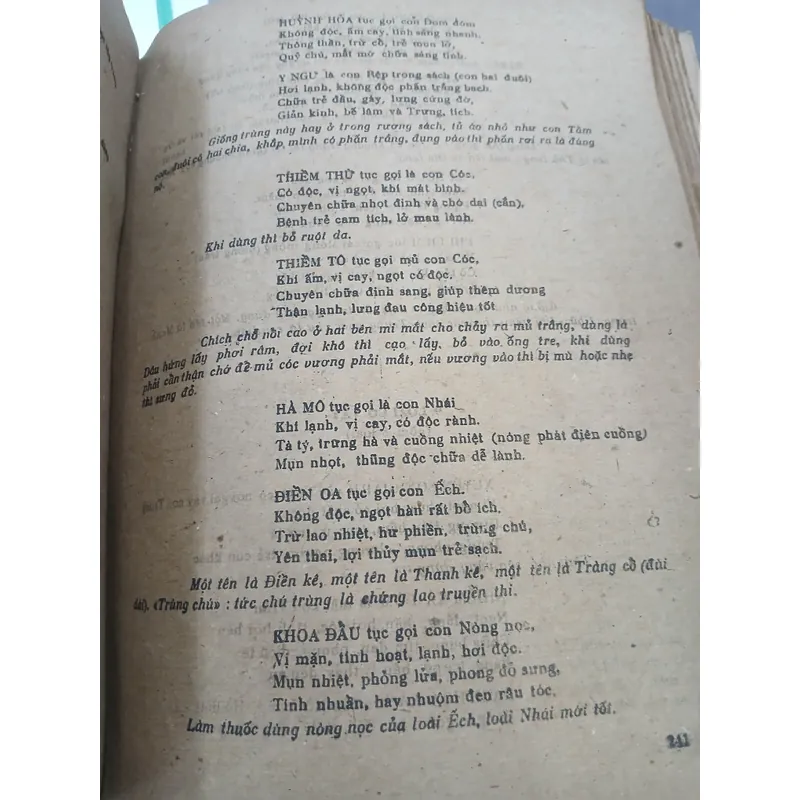 HUỲNH HỎA tục gọi con Đom đóm
Không độc, ấm cay, tính sáng nhanh.
Thông thần, trừ cổ, trẻ mụn lở,
Quỷ chú, mắt mờ chữa sáng tinh.
Y NGƯ là con Rệp trong sách (con hai đuôi)
Hơi lạnh, không độc phấn trắng bạch.
Chữa trẻ đầu, gáy, lưng cứng đờ,
Giản kinh, bế lâm và Trưng, tích.
Giống trùng này hay ở trong rương sách, tủ áo nhỏ như con Tằm
con, đuôi có hai chia, khắp mình có phấn trắng, đụng vào thì phấn rơi ra là đúng
nó.
THIỀM THỪ tục gọi là con Cóc,
Có độc, vị ngọt, khí mát bình.
Chuyên chữa nhọt đinh và chó dại (cắn),
Bệnh trẻ cam tích, lở mau lành.
Khi dùng thì bỏ ruột da.
THIỀM TÔ tục gọi mủ con Cóc,
Khí ấm, vị cay, ngọt có độc.
Chuyên chữa định sang, giúp thêm dương
Thận lạnh, lưng đau công hiệu tốt
Chích chỗ nồi cao ở hai bên mi mắt cho chảy ra mủ trắng, dùng lá
Dâu hứng lấy phơi râm, đợi khô thì cạo lấy, bỏ vào ống tre, khi dùng
phải cẩn thận chớ để mủ cóc vương phải mắt, nếu vương vào thì bị mù hoặc nhẹ
thì sưng đỏ.
HÀ MÔ tục gọi là con Nhái
Khí lạnh, vị cay, có độc rành.
Tà tý, trưng hà và cuồng nhiệt (nóng phát điên cuồng)
Mụn nhọt, thũng độc chữa dễ lành.
ĐIỀN OA tục gọi con Ếch.
Không độc, ngọt hàn rất bồ ích.
Trừ lao nhiệt, hư phiền, trùng chú,
Yên thai, lợi thủy mụn trẻ sạch.
Một tên là Điền kê, một tên là Thanh kê, một tên là Tràng cổ (đùi
dài). «Trùng chú» : tức chú trùng là chứng lao truyền thi.
KHOA ĐẨU tục gọi con Nòng nọc,
Vị mặn, tính hoạt, lạnh, hơi độc.
Mụn nhiệt, phỏng lửa, phong đỏ sưng,
Tính nhuần, hay nhuộm đen râu tóc.
Làm thuốc dùng nòng nọc của loài Ếch, loài Nhái mới tốt.
241